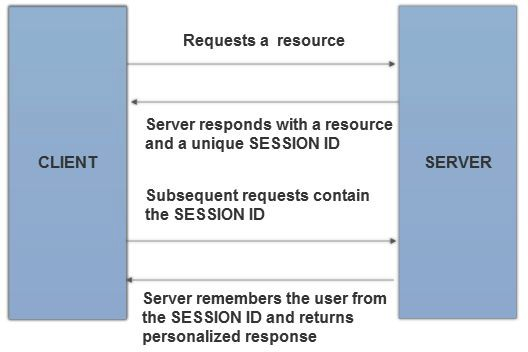 Requests a resource
Server responds with a resource
and a unique SESSION ID
CLIENT
SERVER
Subsequent requests contain
the SESSION ID
Server remembers the user from
the SESSION ID and returns
personalized response